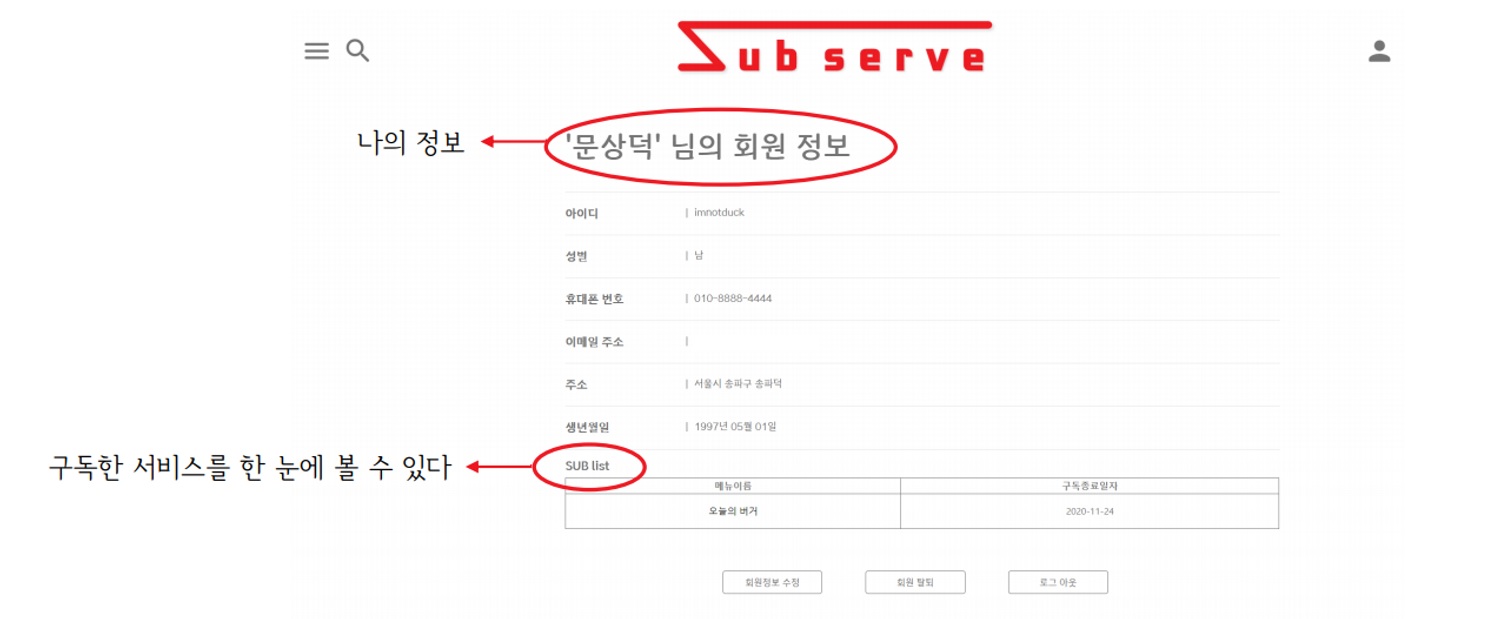 Sub serve
나의 정보
'문상덕' 님의 회원 정보
아이디 | imnotduck
성별 | 남
휴대폰 번호 | 010-8888-4444
이메일 주소 |
주소 | 서울시 송파구 송파덕
생년월일 | 1997년 05월 01일
구독한 서비스를 한 눈에 볼 수 있다
SUB list
메뉴이름 구독종료일자
오늘의 버거 2020-11-24
회원정보 수정 회원 탈퇴 로그 아웃